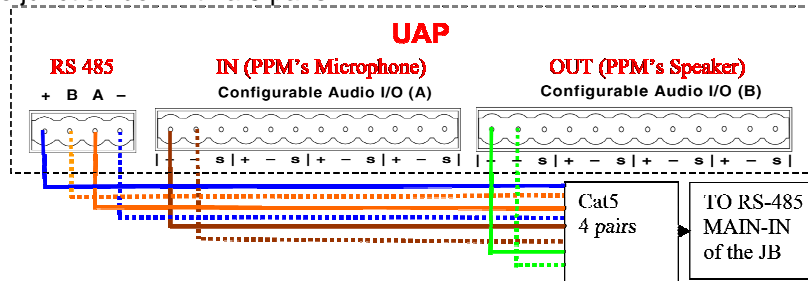 UAP
RS 485
IN (PPM's Microphone)
OUT (PPM's Speaker)
+ B A −
Configurable Audio I/O (A)
Configurable Audio I/O (B)
| − − S | + − S | + − S | + − S |
| − − S | + − S | + − S | + − S |
Cat5
4 pairs
TO RS-485
MAIN-IN
of the JB